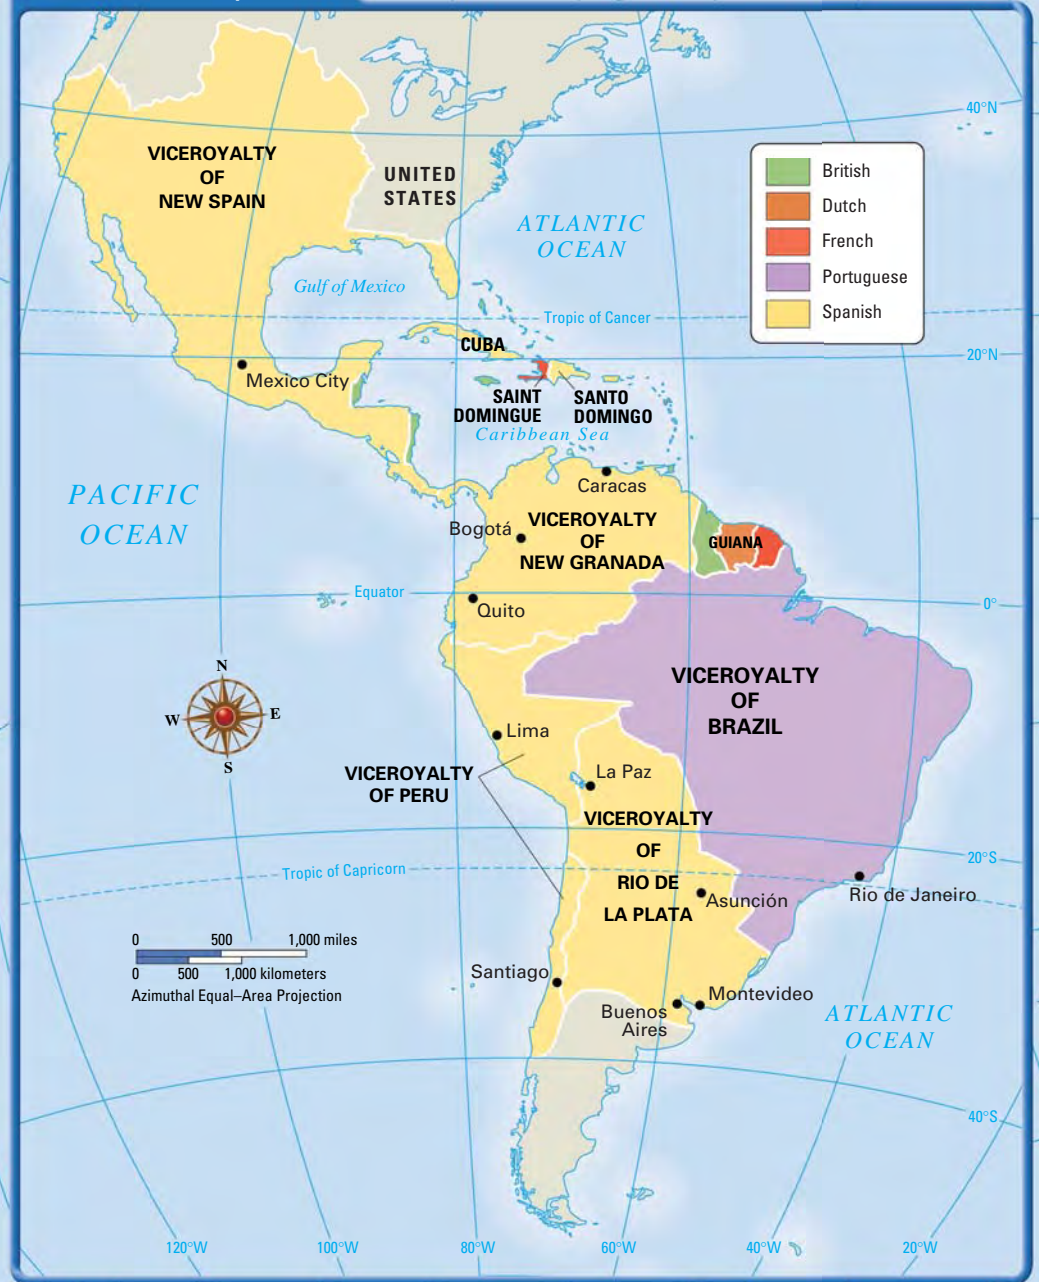 40°N
VICEROYALTY
OF
NEW SPAIN
UNITED
STATES
British
Dutch
French
Portuguese
Spanish
ATLANTIC
OCEAN
Gulf of Mexico
Tropic of Cancer
CUBA
20°N
Mexico City
SAINT
DOMINGUE
SANTO
DOMINGO
Caribbean Sea
PACIFIC
OCEAN
Caracas
Bogotá
VICEROYALTY
OF
NEW GRANADA
GUIANA
Equator
0°
Quito
N
W
E
S
VICEROYALTY
OF
BRAZIL
Lima
VICEROYALTY
OF PERU
La Paz
VICEROYALTY
OF
RIO DE
LA PLATA
20°S
Tropic of Capricorn
Asunción
Rio de Janeiro
0 500 1,000 miles
0 500 1,000 kilometers
Azimuthal Equal–Area Projection
Santiago
Buenos
Aires
Montevideo
ATLANTIC
OCEAN
40°S
120°W 100°W 80°W 60°W 40°W 20°W